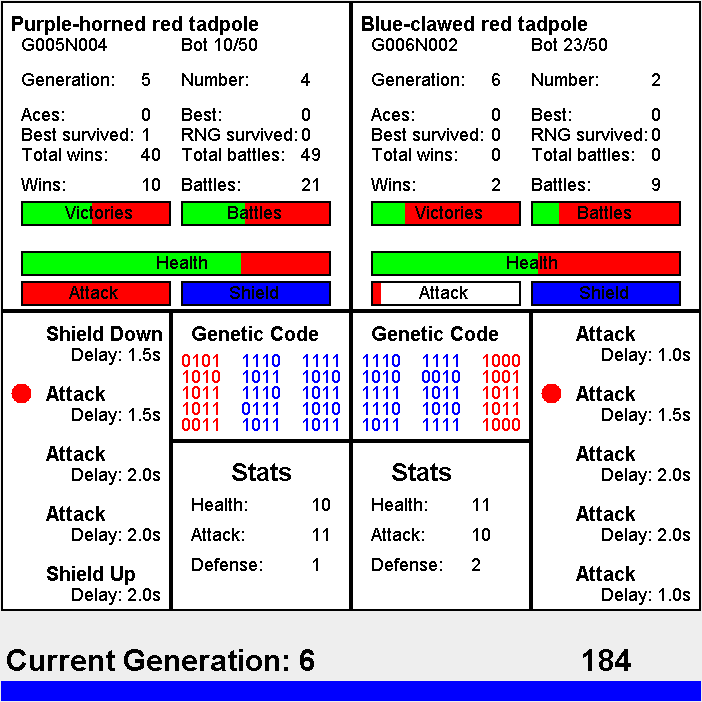 Purple-horned red tadpole
G005N004 Bot 10/50
Generation: 5 Number: 4
Aces: 0 Best: 0
Best survived: 1 RNG survived: 0
Total wins: 40 Total battles: 49
Wins: 10 Battles: 21
Victories Battles
Health
Attack Shield
Blue-clawed red tadpole
G006N002 Bot 23/50
Generation: 6 Number: 2
Aces: 0 Best: 0
Best survived: 0 RNG survived: 0
Total wins: 0 Total battles: 0
Wins: 2 Battles: 9
Victories Battles
Health
Attack Shield
Shield Down
Delay: 1.5s
Attack
Delay: 1.5s
Attack
Delay: 2.0s
Attack
Delay: 2.0s
Shield Up
Delay: 2.0s
Genetic Code
0101 1110 1111
1010 1011 1010
1011 1110 1011
1011 0111 1010
0011 1011 1011
Stats
Health: 10
Attack: 11
Defense: 1
Genetic Code
1110 1111 1000
1010 0010 1001
1111 1011 1011
1110 1010 1011
1011 1111 1000
Stats
Health: 11
Attack: 10
Defense: 2
Attack
Delay: 1.0s
Attack
Delay: 1.5s
Attack
Delay: 2.0s
Attack
Delay: 2.0s
Attack
Delay: 1.0s
Current Generation: 6 184